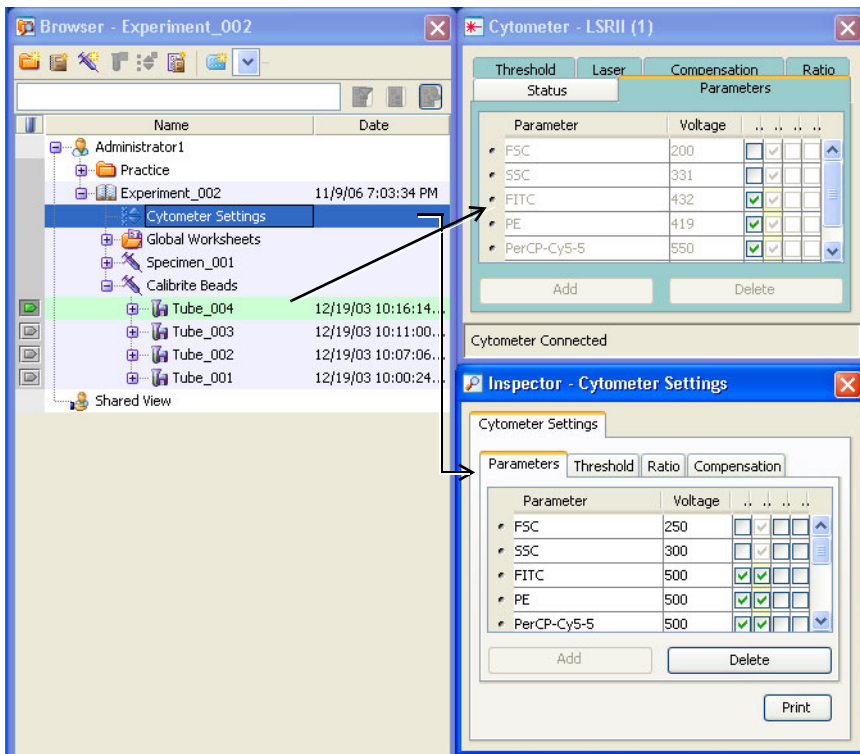 Browser - Experiment_002
Name Date
Administrator1
Practice
Experiment_002 11/9/06 7:03:34 PM
Cytometer Settings
Global Worksheets
Specimen_001
Calibrite Beads
Tube_004 12/19/03 10:16:14...
Tube_003 12/19/03 10:11:00...
Tube_002 12/19/03 10:07:06...
Tube_001 12/19/03 10:00:24...
Shared View
Cytometer - LSRII (1)
Threshold Laser Compensation Ratio
Status Parameters
Parameter Voltage .. .. .. ..
FSC 200
SSC 331
FITC 432
PE 419
PerCP-Cy5-5 550
Add Delete
Cytometer Connected
Inspector - Cytometer Settings
Cytometer Settings
Parameters Threshold Ratio Compensation
Parameter Voltage .. .. .. ..
FSC 250
SSC 300
FITC 500
PE 500
PerCP-Cy5-5 500
Add Delete
Print